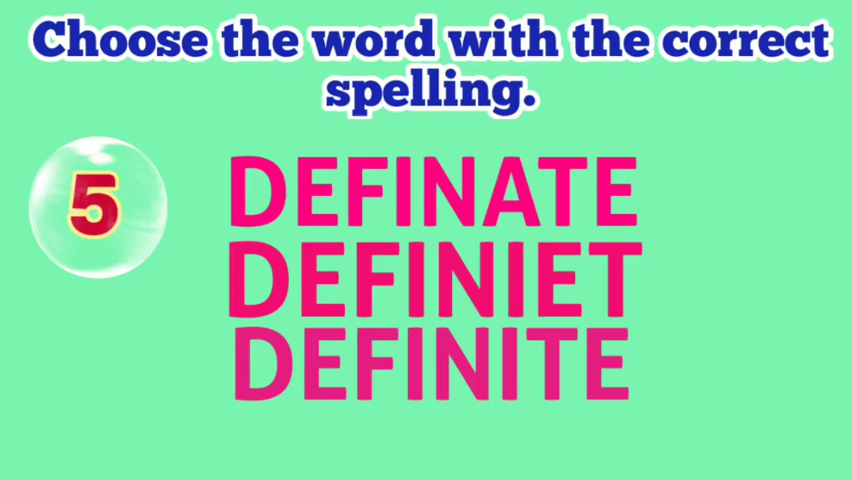 Choose the word with the correct
spelling.
5
DEFINATE
DEFINIET
DEFINITE